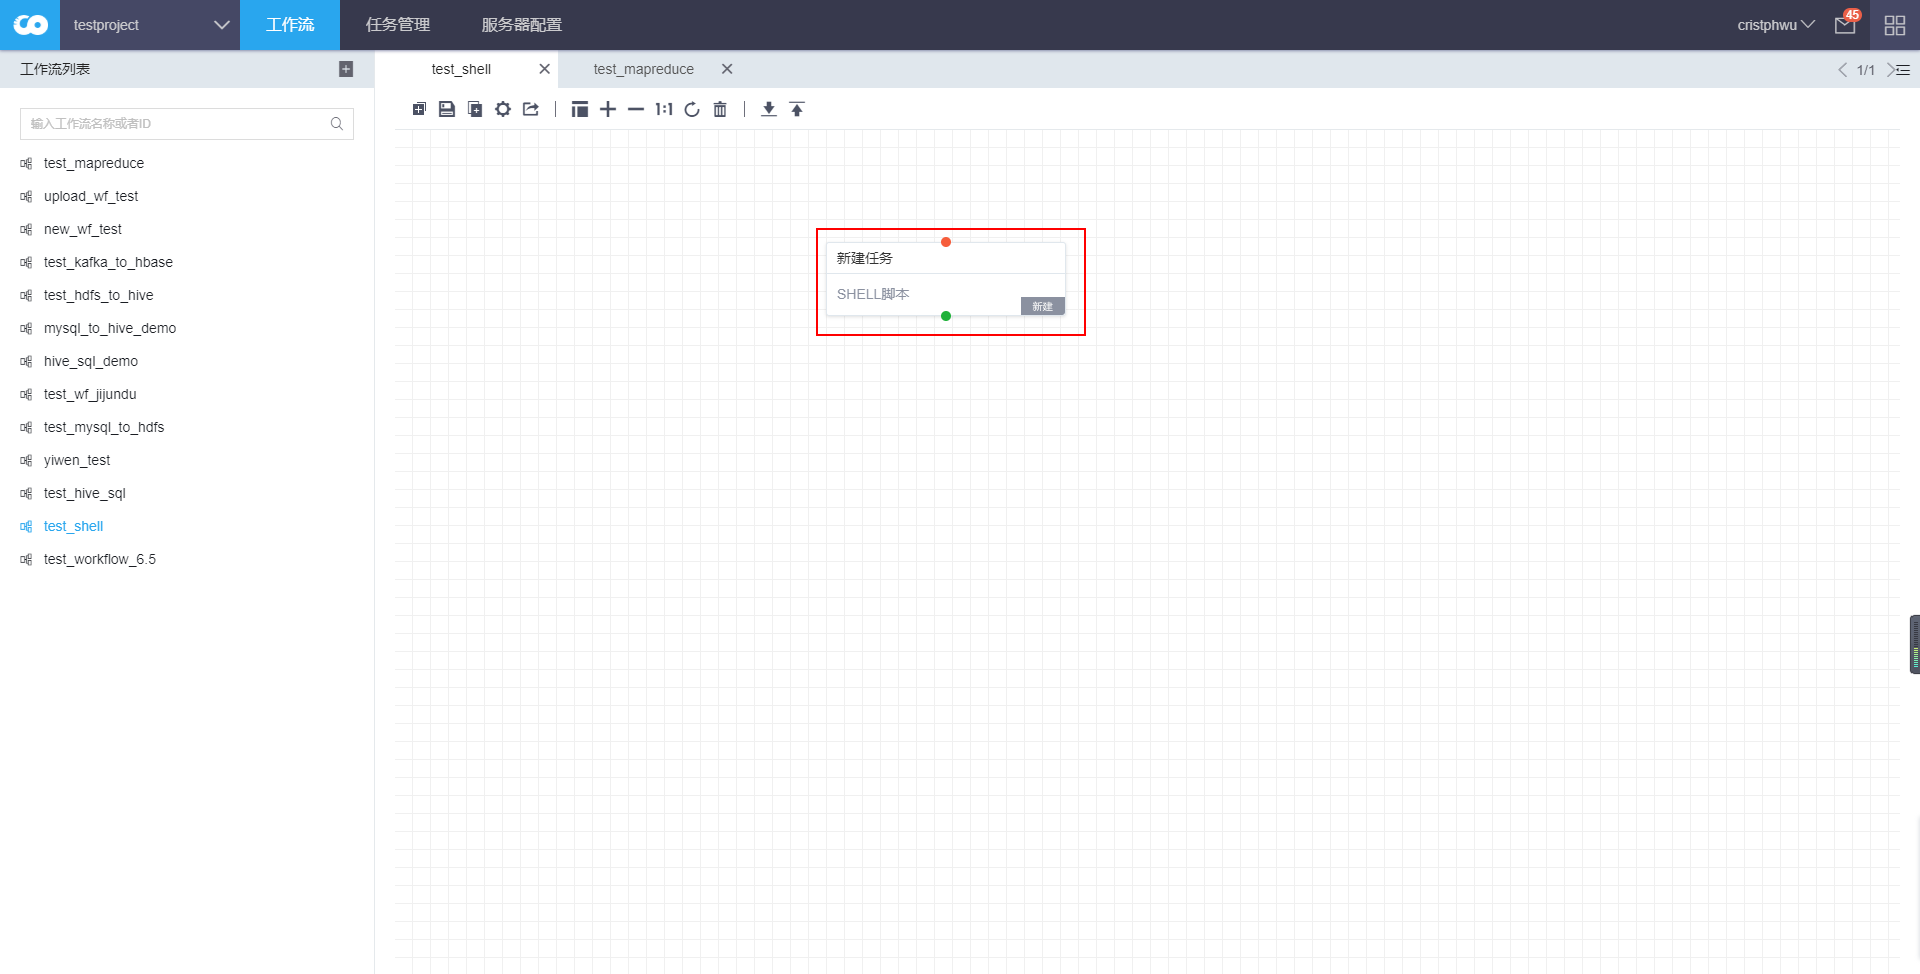 testproject
工作流
任务管理
服务器配置
cristphwu
45
工作流列表
test_shell
test_mapreduce
1/1
1:1
输入工作流名称或者ID
test_mapreduce
upload_wf_test
new_wf_test
test_kafka_to_hbase
test_hdfs_to_hive
mysql_to_hive_demo
hive_sql_demo
test_wf_jijundu
test_mysql_to_hdfs
yiwen_test
test_hive_sql
test_shell
test_workflow_6.5
新建任务
SHELL脚本
新建